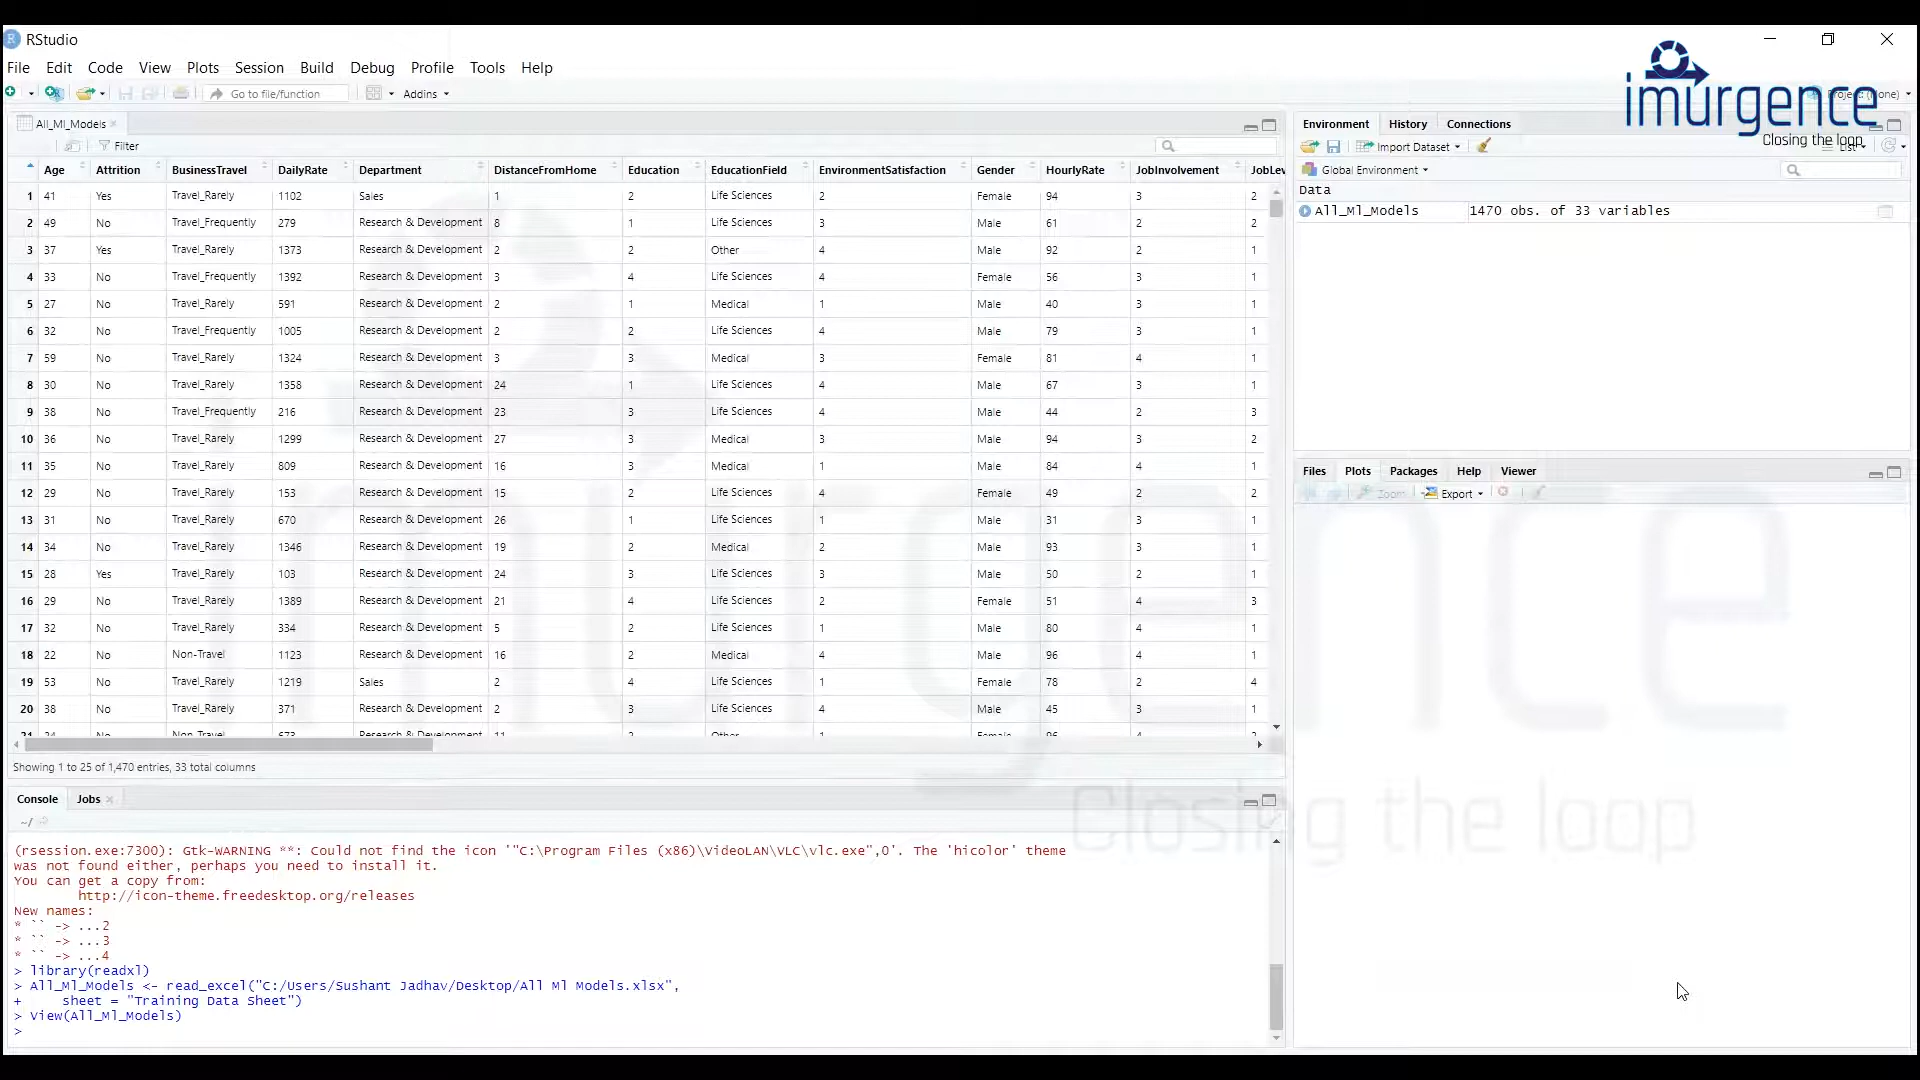 RStudio
File Edit Code View Plots Session Build Debug Profile Tools Help
Go to file/function Addins Project: (None)
imurgence
Closing the loop
All_Ml_Models
Filter
Age Attrition BusinessTravel DailyRate Department DistanceFromHome Education EducationField EnvironmentSatisfaction Gender HourlyRate JobInvolvement JobLev
1 41 Yes Travel_Rarely 1102 Sales 1 2 Life Sciences 2 Female 94 3 2
2 49 No Travel_Frequently 279 Research & Development 8 1 Life Sciences 3 Male 61 2 2
3 37 Yes Travel_Rarely 1373 Research & Development 2 2 Other 4 Male 92 2 1
4 33 No Travel_Frequently 1392 Research & Development 3 4 Life Sciences 4 Female 56 3 1
5 27 No Travel_Rarely 591 Research & Development 2 1 Medical 1 Male 40 3 1
6 32 No Travel_Frequently 1005 Research & Development 2 2 Life Sciences 4 Male 79 3 1
7 59 No Travel_Rarely 1324 Research & Development 3 3 Medical 3 Female 81 4 1
8 30 No Travel_Rarely 1358 Research & Development 24 1 Life Sciences 4 Male 67 3 1
9 38 No Travel_Frequently 216 Research & Development 23 3 Life Sciences 4 Male 44 2 3
10 36 No Travel_Rarely 1299 Research & Development 27 3 Medical 3 Male 94 3 2
11 35 No Travel_Rarely 809 Research & Development 16 3 Medical 1 Male 84 4 1
12 29 No Travel_Rarely 153 Research & Development 15 2 Life Sciences 4 Female 49 2 2
13 31 No Travel_Rarely 670 Research & Development 26 1 Life Sciences 1 Male 31 3 1
14 34 No Travel_Rarely 1346 Research & Development 19 2 Medical 2 Male 93 3 1
15 28 Yes Travel_Rarely 103 Research & Development 24 3 Life Sciences 3 Male 50 2 1
16 29 No Travel_Rarely 1389 Research & Development 21 4 Life Sciences 2 Female 51 4 3
17 32 No Travel_Rarely 334 Research & Development 5 2 Life Sciences 1 Male 80 4 1
18 22 No Non-Travel 1123 Research & Development 16 2 Medical 4 Male 96 4 1
19 53 No Travel_Rarely 1219 Sales 2 4 Life Sciences 1 Female 78 2 4
20 38 No Travel_Rarely 371 Research & Development 2 3 Life Sciences 4 Male 45 3 1
Showing 1 to 25 of 1,470 entries, 33 total columns
Console Jobs
~/
(rsession.exe:7300): Gtk-WARNING **: Could not find the icon '"C:\Program Files (x86)\VideoLAN\VLC\vlc.exe",0'. The 'hicolor' theme
was not found either, perhaps you need to install it.
You can get a copy from:
http://icon-theme.freedesktop.org/releases
New names:
* `` -> ...2
* `` -> ...3
* `` -> ...4
> library(readxl)
> All_Ml_Models <- read_excel("C:/Users/Sushant Jadhav/Desktop/All Ml Models.xlsx",
+ sheet = "Training Data Sheet")
> View(All_Ml_Models)
>
Environment History Connections
Import Dataset List
Global Environment
Data
All_Ml_Models 1470 obs. of 33 variables
Files Plots Packages Help Viewer
Zoom Export
imurgence
Closing the loop